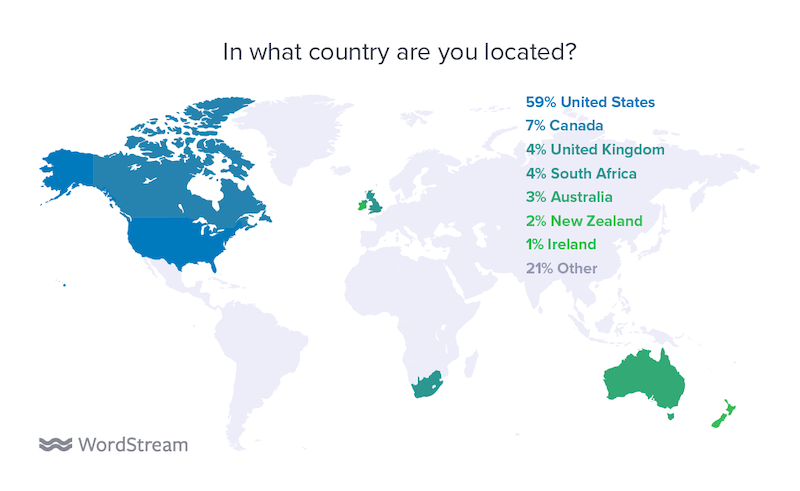 In what country are you located?
59% United States
7% Canada
4% United Kingdom
4% South Africa
3% Australia
2% New Zealand
1% Ireland
21% Other
WordStream